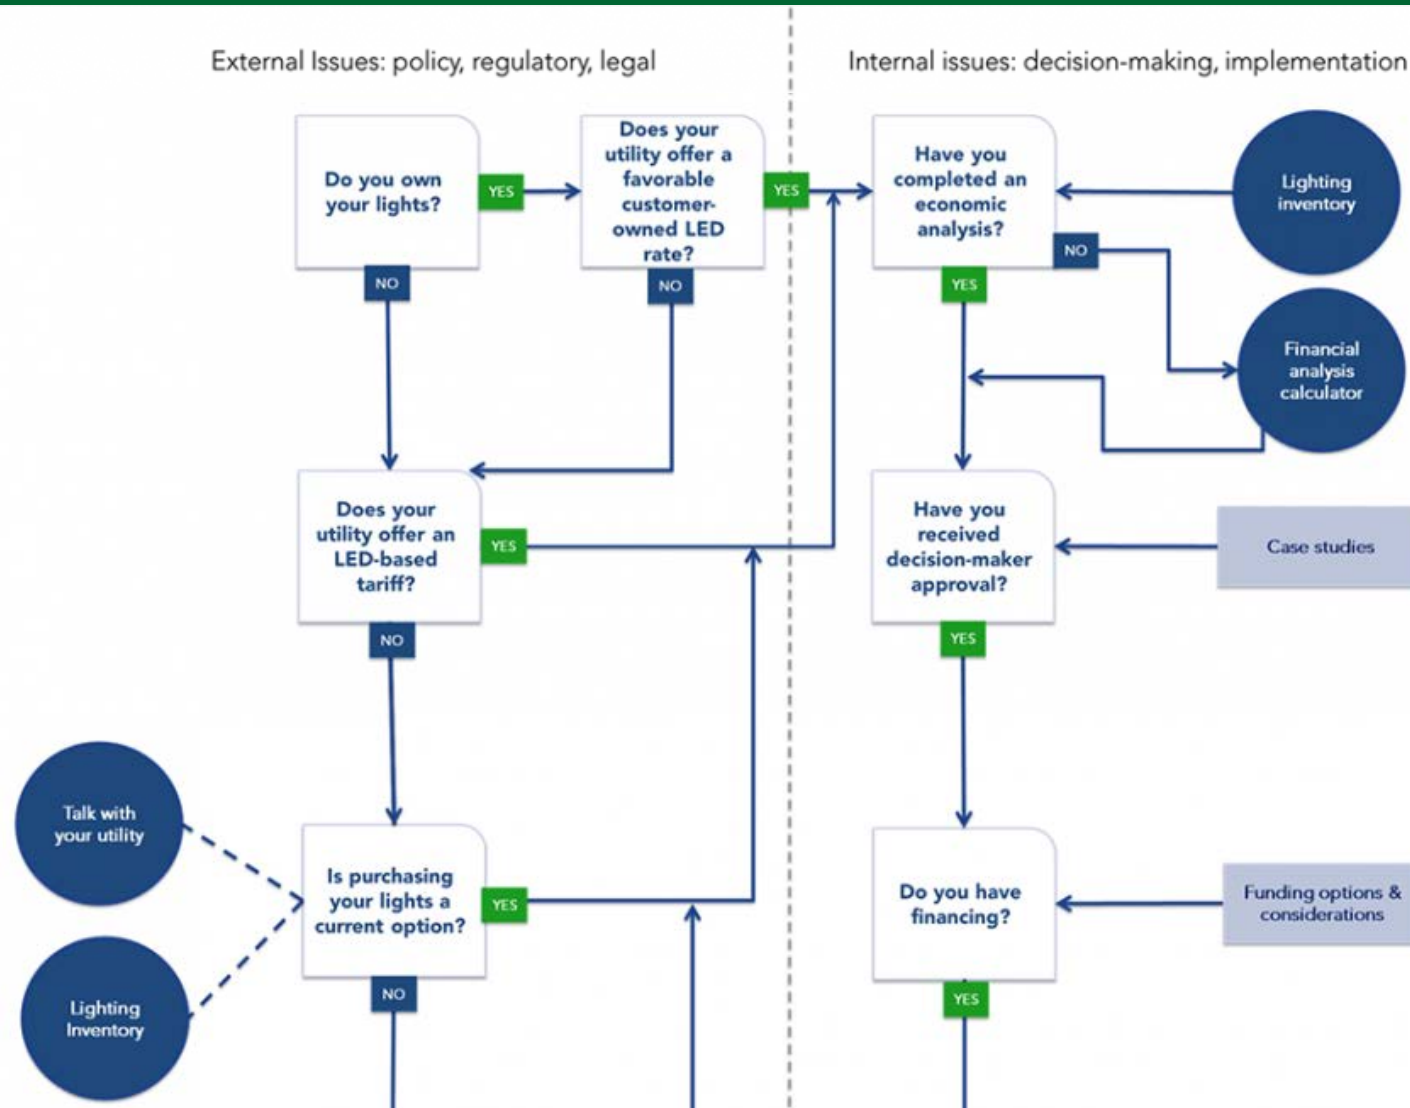 External Issues: policy, regulatory, legal
Internal issues: decision-making, implementation
Do you own
your lights?
YES
NO
Does your
utility offer a
favorable
customer-
owned LED
rate?
YES
NO
Have you
completed an
economic
analysis?
NO
YES
Lighting
inventory
Financial
analysis
calculator
Does your
utility offer an
LED-based
tariff?
YES
NO
Have you
received
decision-maker
approval?
YES
Case studies
Talk with
your utility
Lighting
Inventory
Is purchasing
your lights a
current option?
YES
NO
Do you have
financing?
YES
Funding options &
considerations